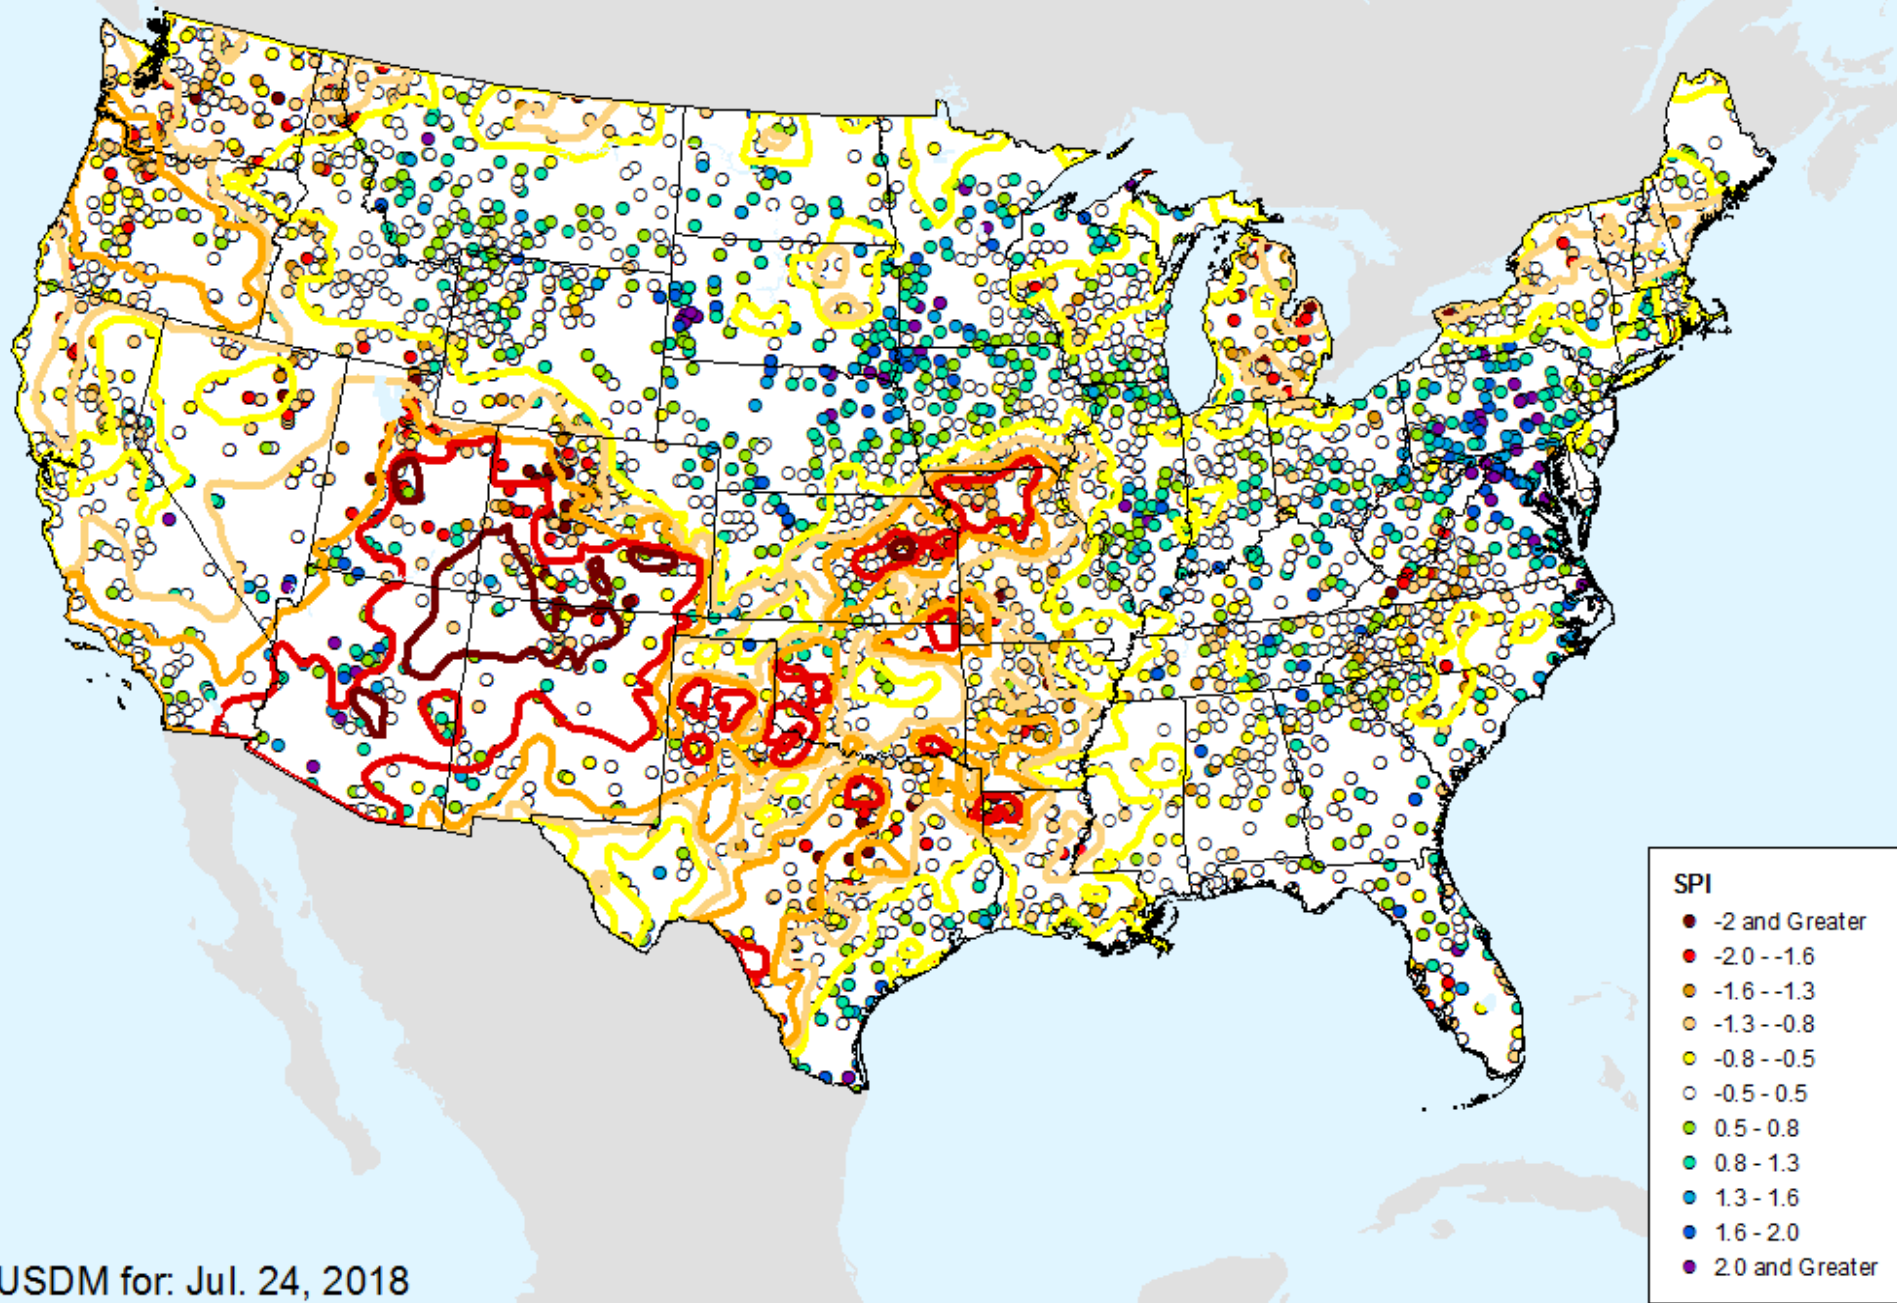 SPI
-2 and Greater
-2.0 - -1.6
-1.6 - -1.3
-1.3 - -0.8
-0.8 - -0.5
-0.5 - 0.5
0.5 - 0.8
0.8 - 1.3
1.3 - 1.6
1.6 - 2.0
2.0 and Greater
USDM for: Jul. 24, 2018